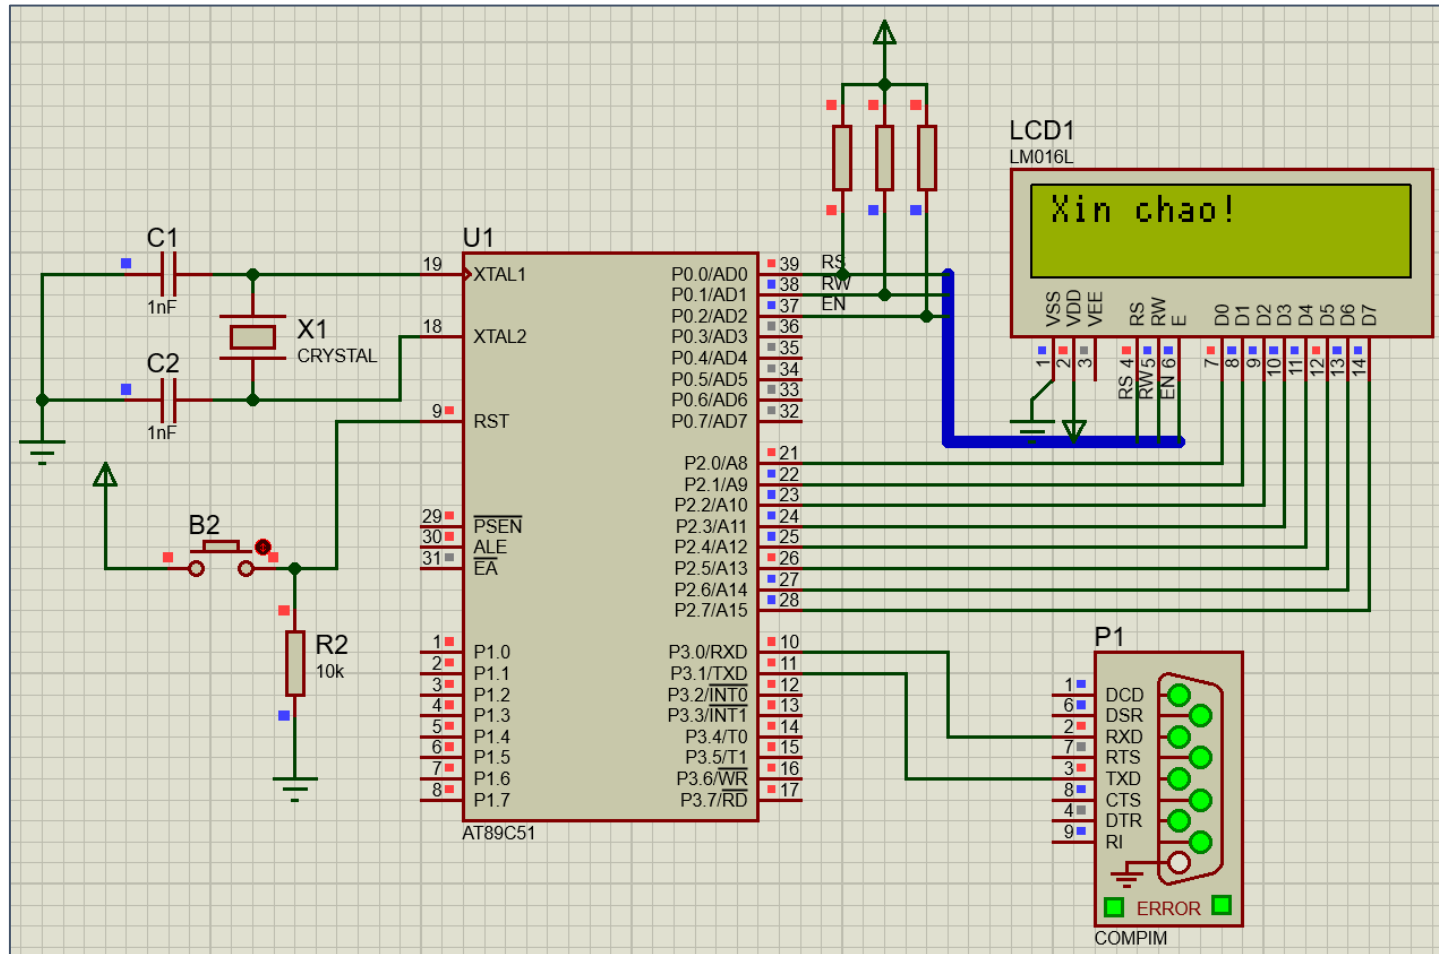 LCD1
LM016L
Xin chao!
VSS
VDD
VEE
RS
RW
E
D0
D1
D2
D3
D4
D5
D6
D7
1
2
3
RS 4
RW 5
EN 6
7
8
9
10
11
12
13
14
C1
1nF
X1
CRYSTAL
C2
1nF
B2
R2
10k
U1
19 XTAL1
18 XTAL2
9 RST
29 PSEN
30 ALE
31 EA
1 P1.0
2 P1.1
3 P1.2
4 P1.3
5 P1.4
6 P1.5
7 P1.6
8 P1.7
P0.0/AD0 39 RS
P0.1/AD1 38 RW
P0.2/AD2 37 EN
P0.3/AD3 36
P0.4/AD4 35
P0.5/AD5 34
P0.6/AD6 33
P0.7/AD7 32
P2.0/A8 21
P2.1/A9 22
P2.2/A10 23
P2.3/A11 24
P2.4/A12 25
P2.5/A13 26
P2.6/A14 27
P2.7/A15 28
P3.0/RXD 10
P3.1/TXD 11
P3.2/INT0 12
P3.3/INT1 13
P3.4/T0 14
P3.5/T1 15
P3.6/WR 16
P3.7/RD 17
AT89C51
P1
1 DCD
6 DSR
2 RXD
7 RTS
3 TXD
8 CTS
4 DTR
9 RI
ERROR
COMPIM